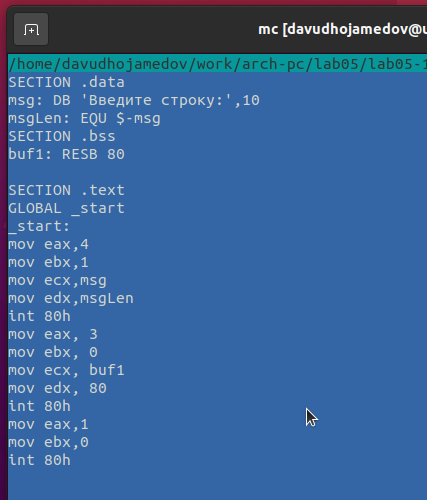 mc [davudhojamedov@u
/home/davudhojamedov/work/arch-pc/lab05/lab05-1
SECTION .data
msg: DB 'Введите строку:',10
msgLen: EQU $-msg
SECTION .bss
buf1: RESB 80
SECTION .text
GLOBAL _start
_start:
mov eax,4
mov ebx,1
mov ecx,msg
mov edx,msgLen
int 80h
mov eax, 3
mov ebx, 0
mov ecx, buf1
mov edx, 80
int 80h
mov eax,1
mov ebx,0
int 80h